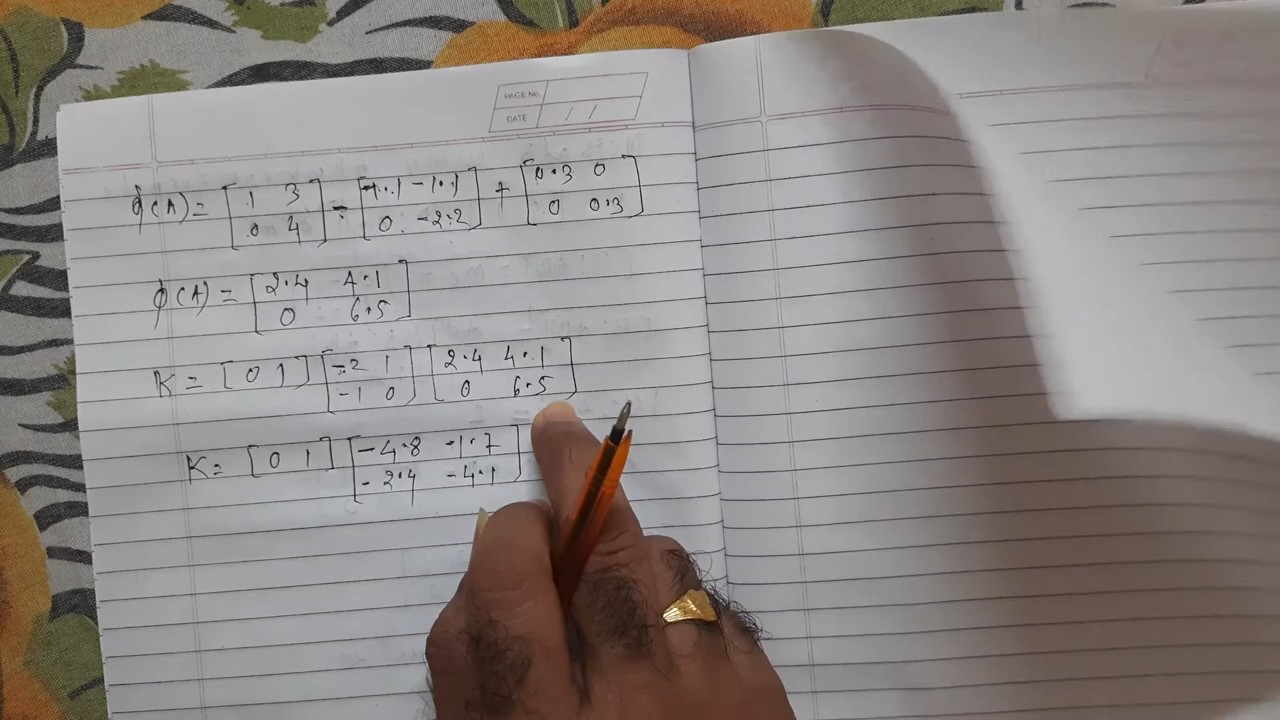 PAGE No.
DATE / /
ϕ(A) = [1 3; 0 4] - [-1.1 -1.1; 0 -2.2] + [0.3 0; 0 0.3]
ϕ(A) = [2.4 4.1; 0 6.5]
K = [0 1] [-2 1; -1 0] [2.4 4.1; 0 6.5]
K = [0 1] [-4.8 -1.7; -2.4 -4.1]